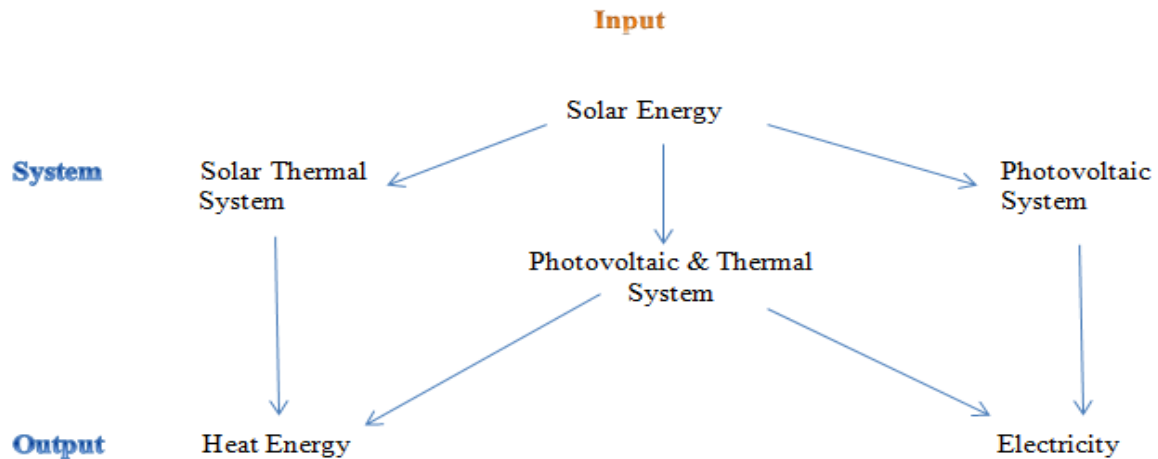 Input
Solar Energy
System
Solar Thermal
System
Photovoltaic
System
Photovoltaic & Thermal
System
Output
Heat Energy
Electricity